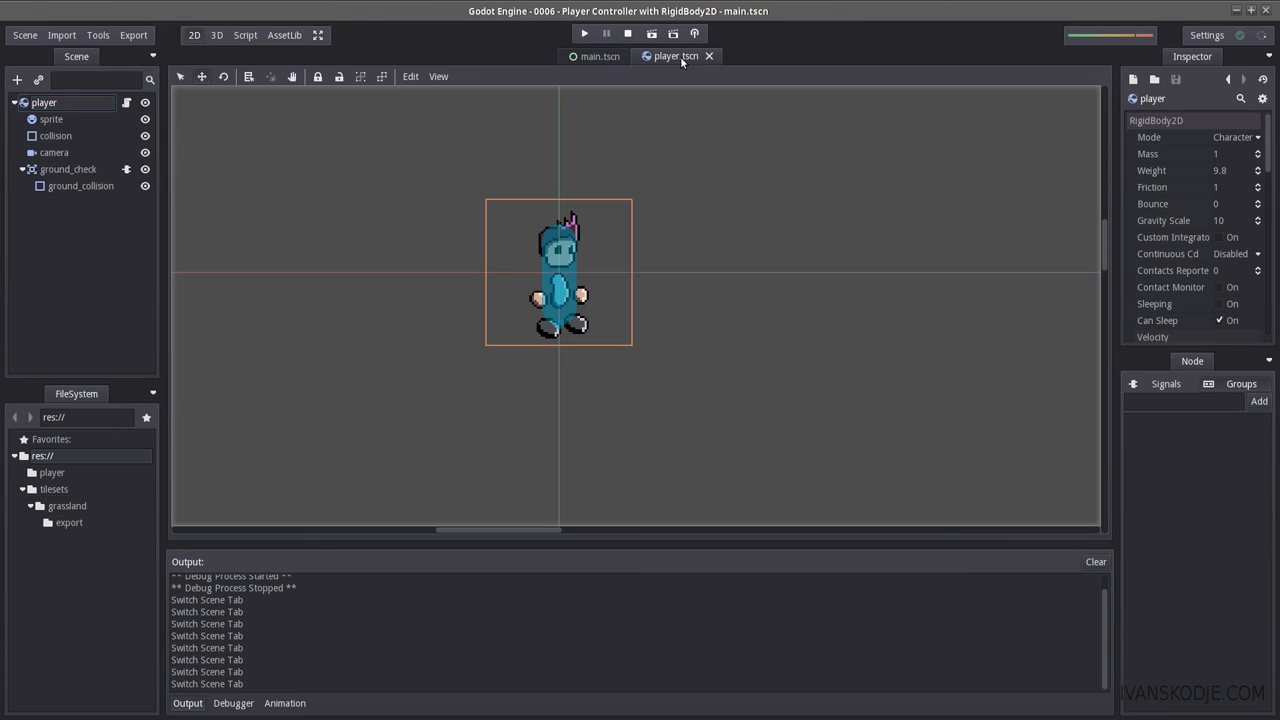 Godot Engine - 0006 - Player Controller with RigidBody2D - main.tscn
Scene Import Tools Export 2D 3D Script AssetLib Settings
Scene main.tscn player.tscn Inspector
Edit View
player
sprite
collision
camera
ground_check
ground_collision
player
RigidBody2D
Mode Character
Mass 1
Weight 9.8
Friction 1
Bounce 0
Gravity Scale 10
Custom Integrato On
Continuous Cd Disabled
Contacts Reporte 0
Contact Monitor On
Sleeping On
Can Sleep On
Velocity
Node
Signals Groups
Add
FileSystem
res://
Favorites:
res://
player
tilesets
grassland
export
Output: Clear
** Debug Process Started **
** Debug Process Stopped **
Switch Scene Tab
Switch Scene Tab
Switch Scene Tab
Switch Scene Tab
Switch Scene Tab
Switch Scene Tab
Switch Scene Tab
Switch Scene Tab
Output Debugger Animation
IVANSKODJE.COM